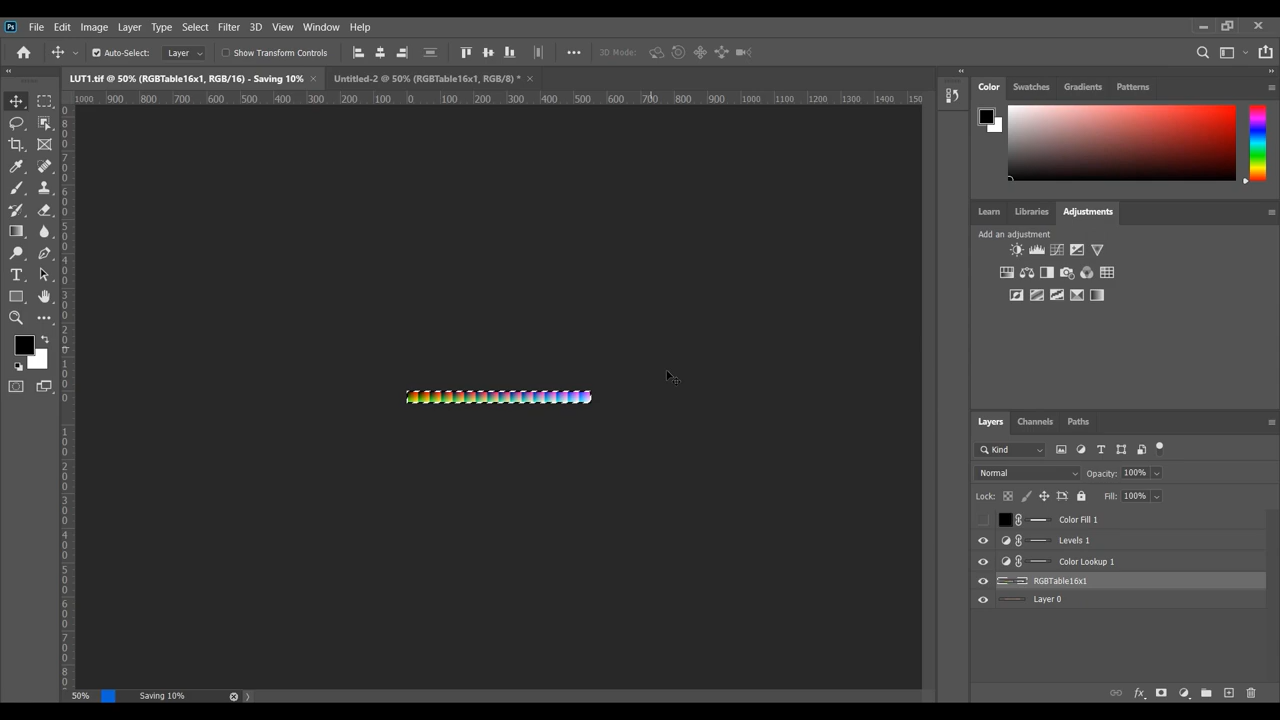 Ps File Edit Image Layer Type Select Filter 3D View Window Help
Auto-Select: Layer Show Transform Controls 3D Mode:
LUT1.tif @ 50% (RGBTable16x1, RGB/16) - Saving 10% Untitled-2 @ 50% (RGBTable16x1, RGB/8) *
1000 900 800 700 600 500 400 300 200 100 0 100 200 300 400 500 600 700 800 900 1000 1100 1200 1300 1400 150
Color Swatches Gradients Patterns
Learn Libraries Adjustments
Add an adjustment
Layers Channels Paths
Kind
Normal Opacity: 100%
Lock: Fill: 100%
Color Fill 1
Levels 1
Color Lookup 1
RGBTable16x1
Layer 0
50% Saving 10%